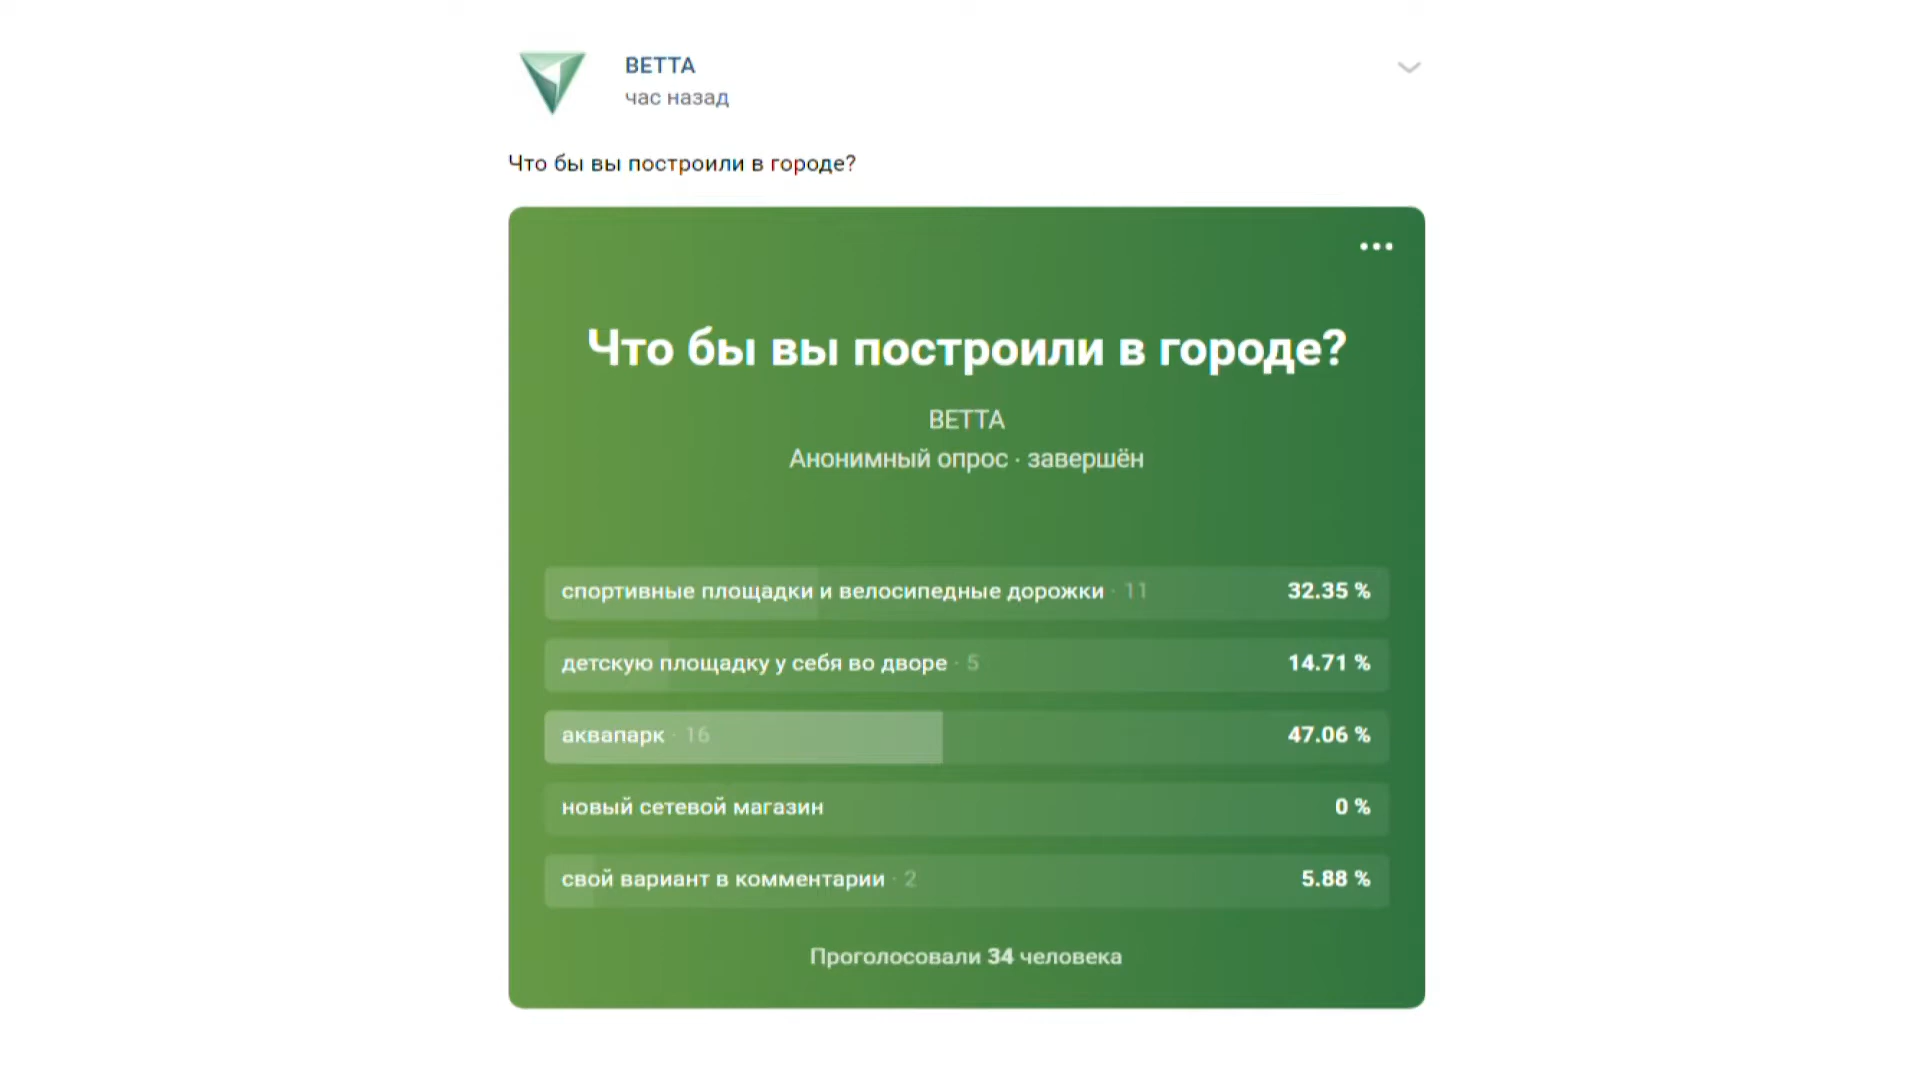 ВЕТТА
час назад
Что бы вы построили в городе?
Что бы вы построили в городе?
ВЕТТА
Анонимный опрос · завершён
спортивные площадки и велосипедные дорожки · 11 32.35 %
детскую площадку у себя во дворе · 5 14.71 %
аквапарк · 16 47.06 %
новый сетевой магазин 0 %
свой вариант в комментарии · 2 5.88 %
Проголосовали 34 человека